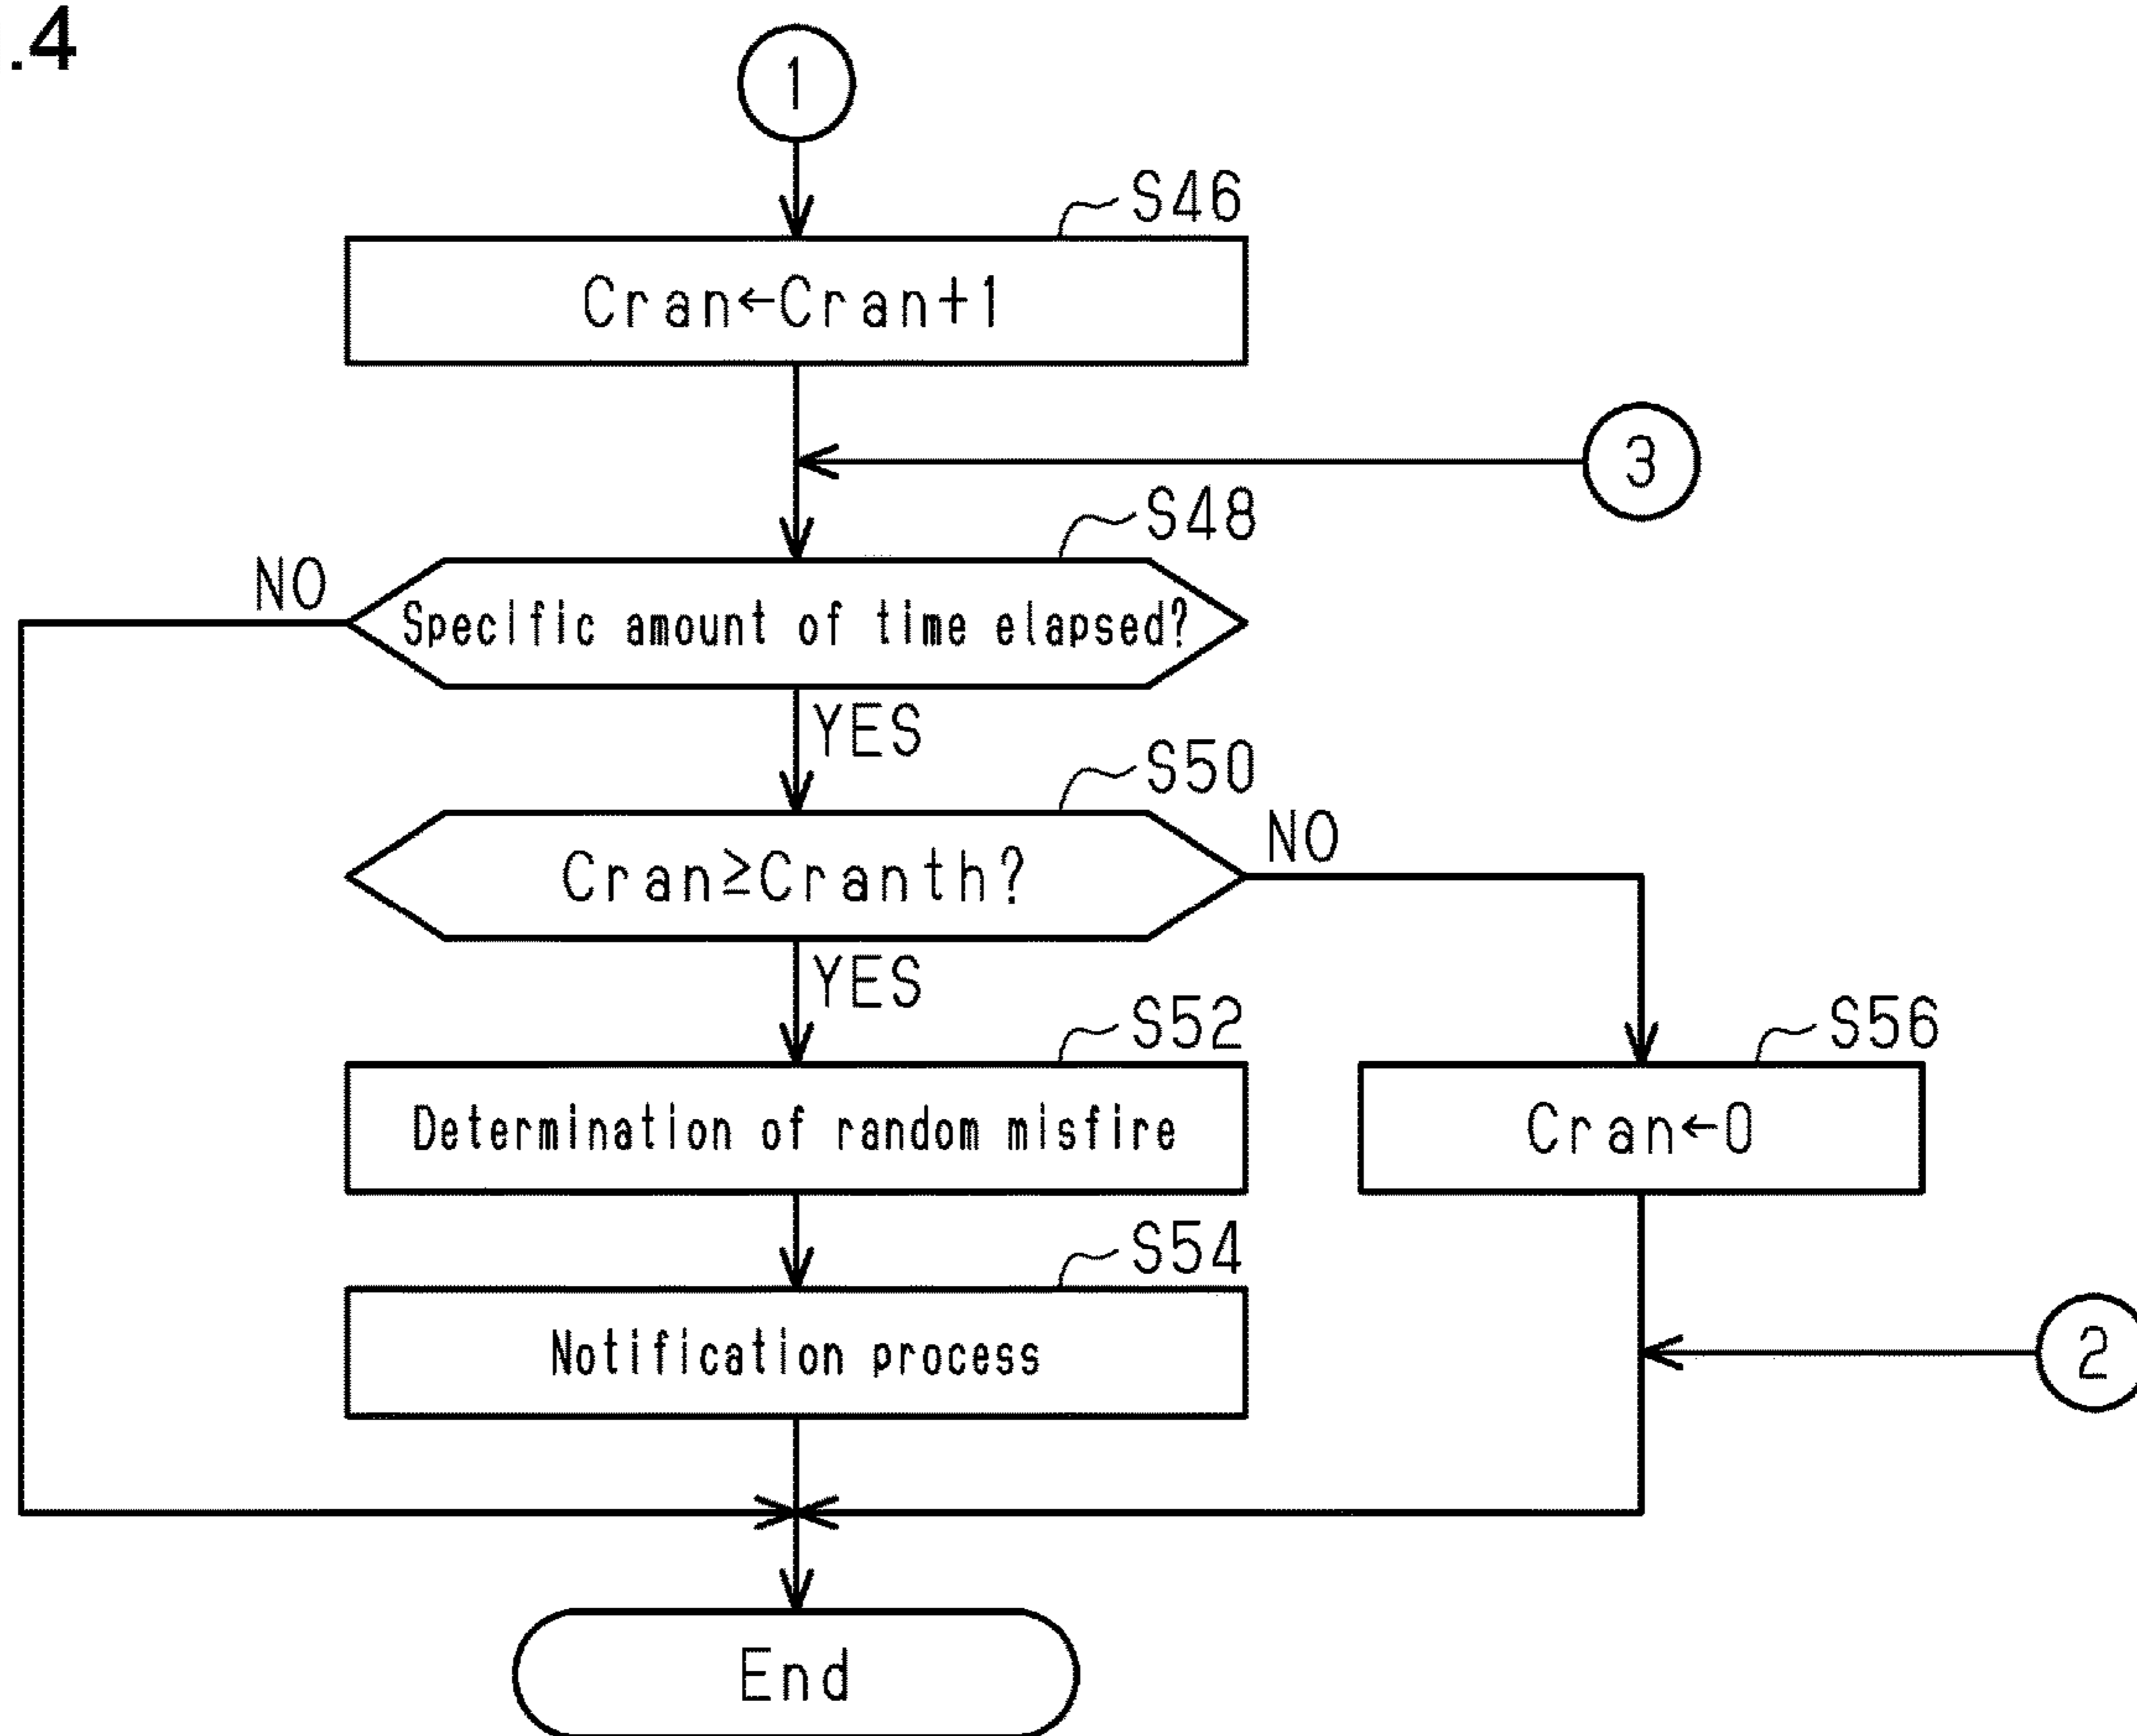 .4
1
S46
Cran←Cran+1
3
S48
NO
Specific amount of time elapsed?
YES
S50
Cran≥Cranth?
NO
YES
S52
S56
Determination of random misfire
Cran←0
S54
Notification process
2
End